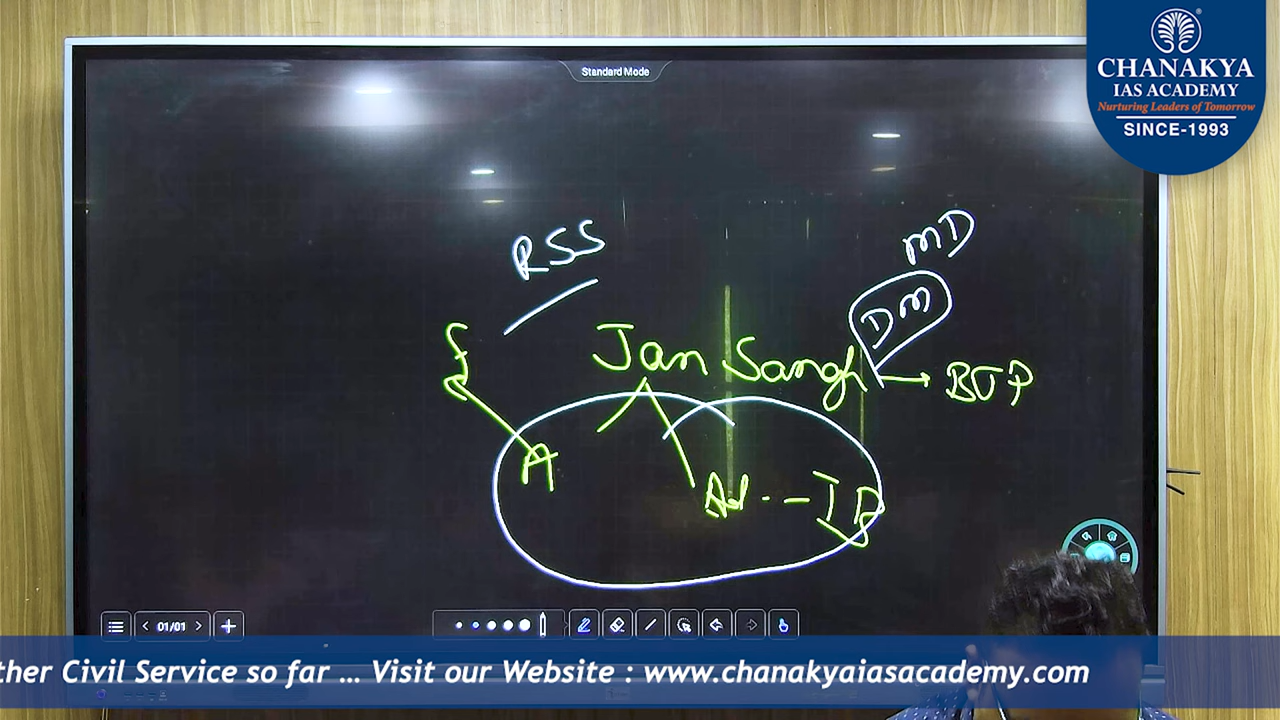 Standard Mode
CHANAKYA
IAS ACADEMY
Nurturing Leaders of Tomorrow
SINCE-1993
MD
RSS
DM
Jan Sangh → BJP
A
Ad...-IB
01/01
ther Civil Service so far ... Visit our Website : www.chanakyaiasacademy.com